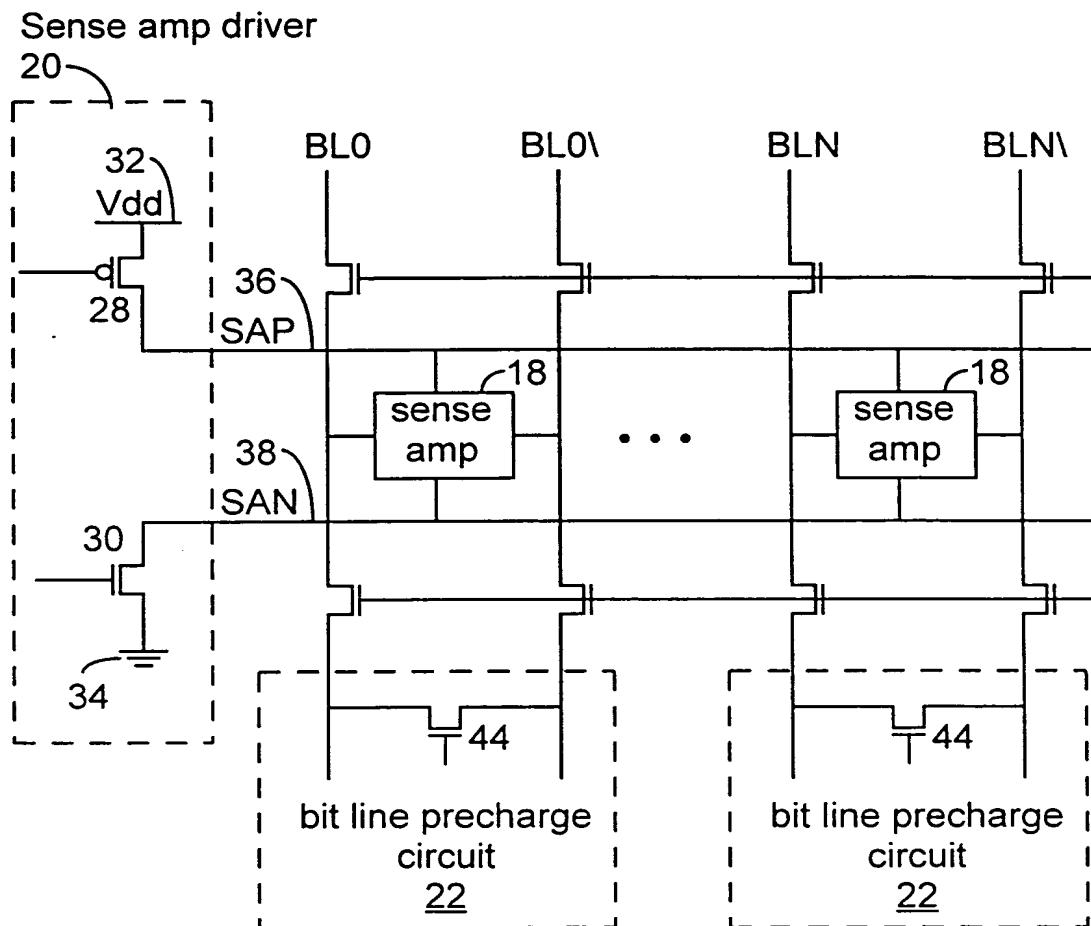 Sense amp driver
20
BL0
BL0\
BLN
BLN\
32
Vdd
28
36
SAP
18
sense
amp
18
sense
amp
38
SAN
30
34
44
44
bit line precharge
circuit
22
bit line precharge
circuit
22